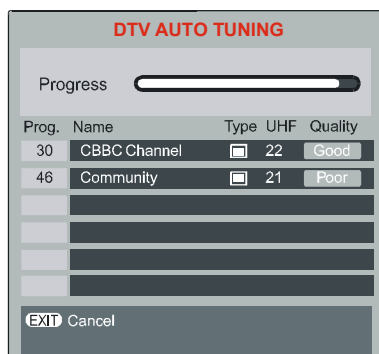 DTV AUTO TUNING
Progress
Prog. Name Type UHF Quality
30 CBBC Channel 22 Good
46 Community 21 Poor
EXIT Cancel